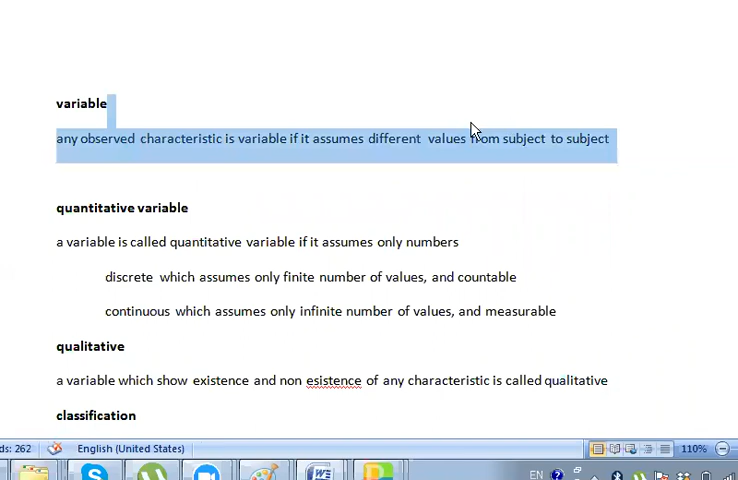 variable
any observed characteristic is variable if it assumes different values from subject to subject
quantitative variable
a variable is called quantitative variable if it assumes only numbers
discrete which assumes only finite number of values, and countable
continuous which assumes only infinite number of values, and measurable
qualitative
a variable which show existence and non esistence of any characteristic is called qualitative
classification
ds: 262 English (United States) 110%
EN